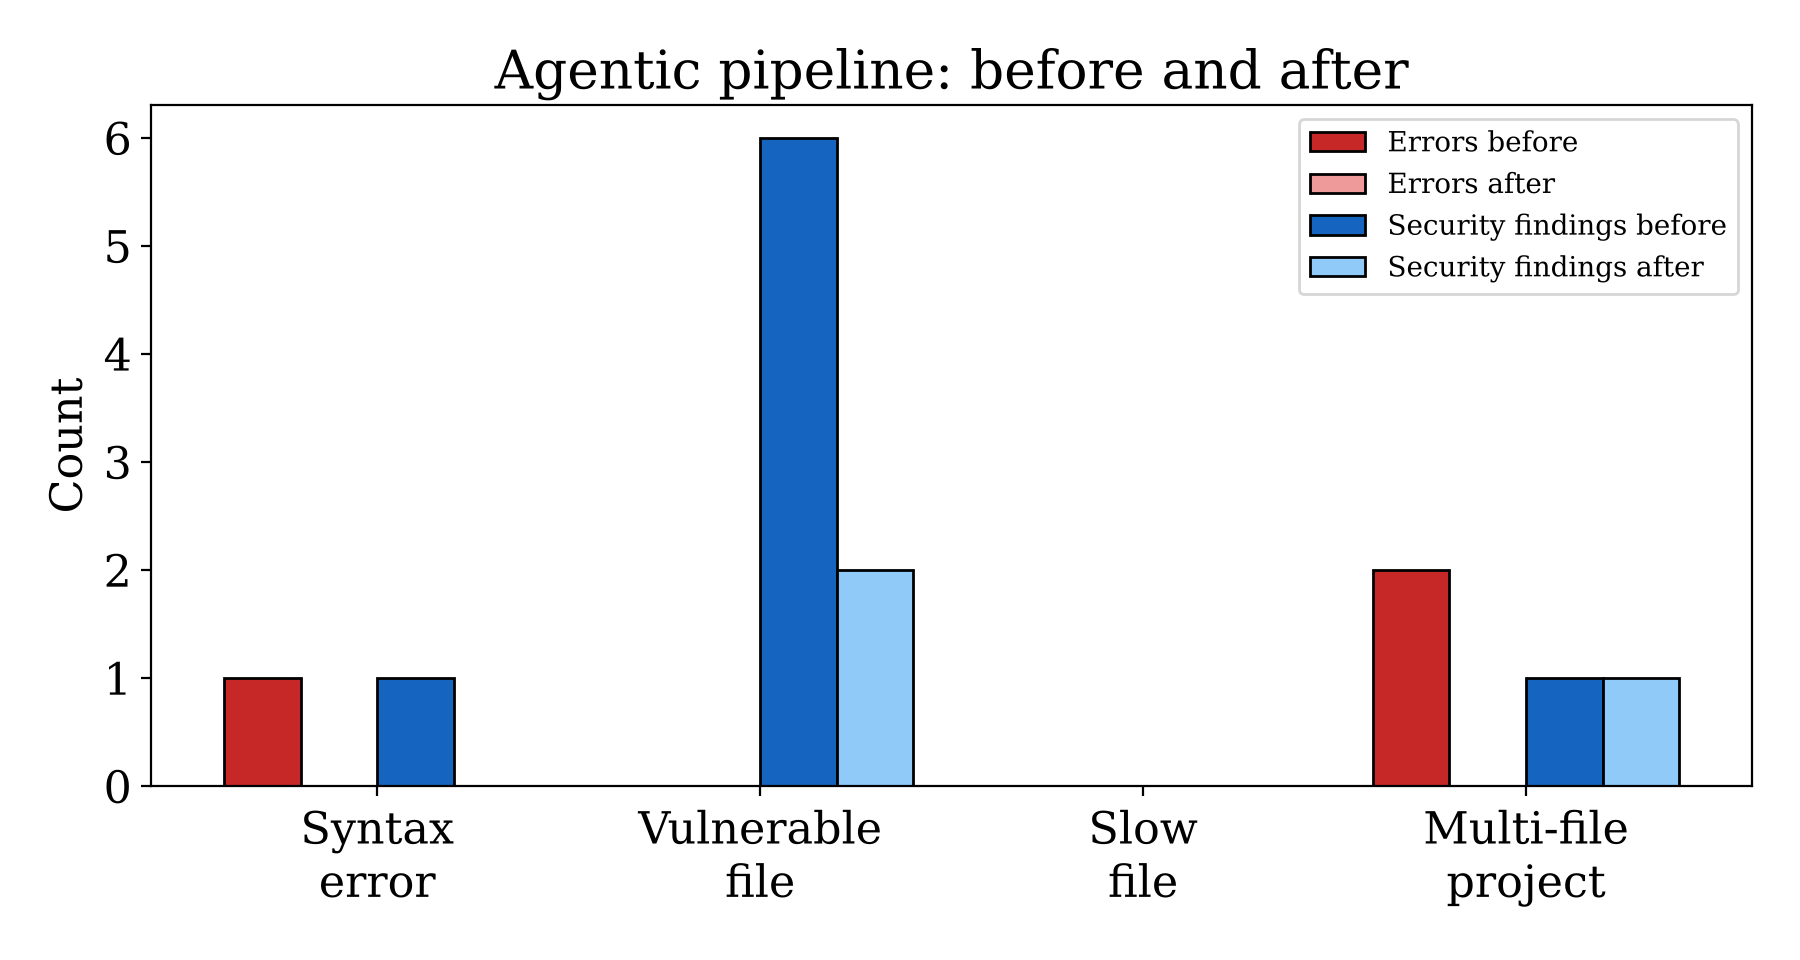 Agentic pipeline: before and after
Errors before
Errors after
Security findings before
Security findings after
Count
6
5
4
3
2
1
0
Syntax
error
Vulnerable
file
Slow
file
Multi-file
project